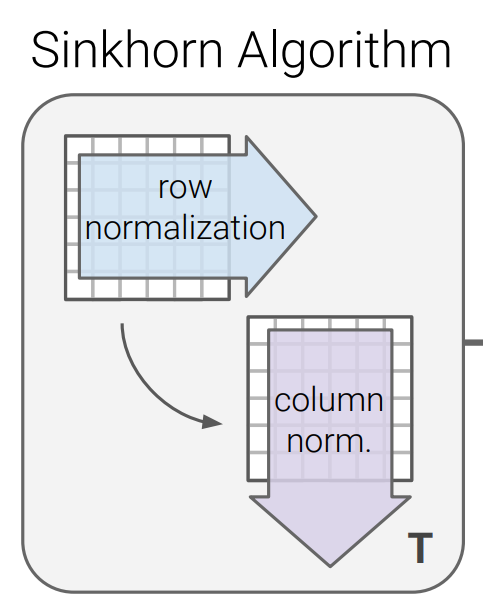 Sinkhorn Algorithm
row
normalization
column
norm.
T